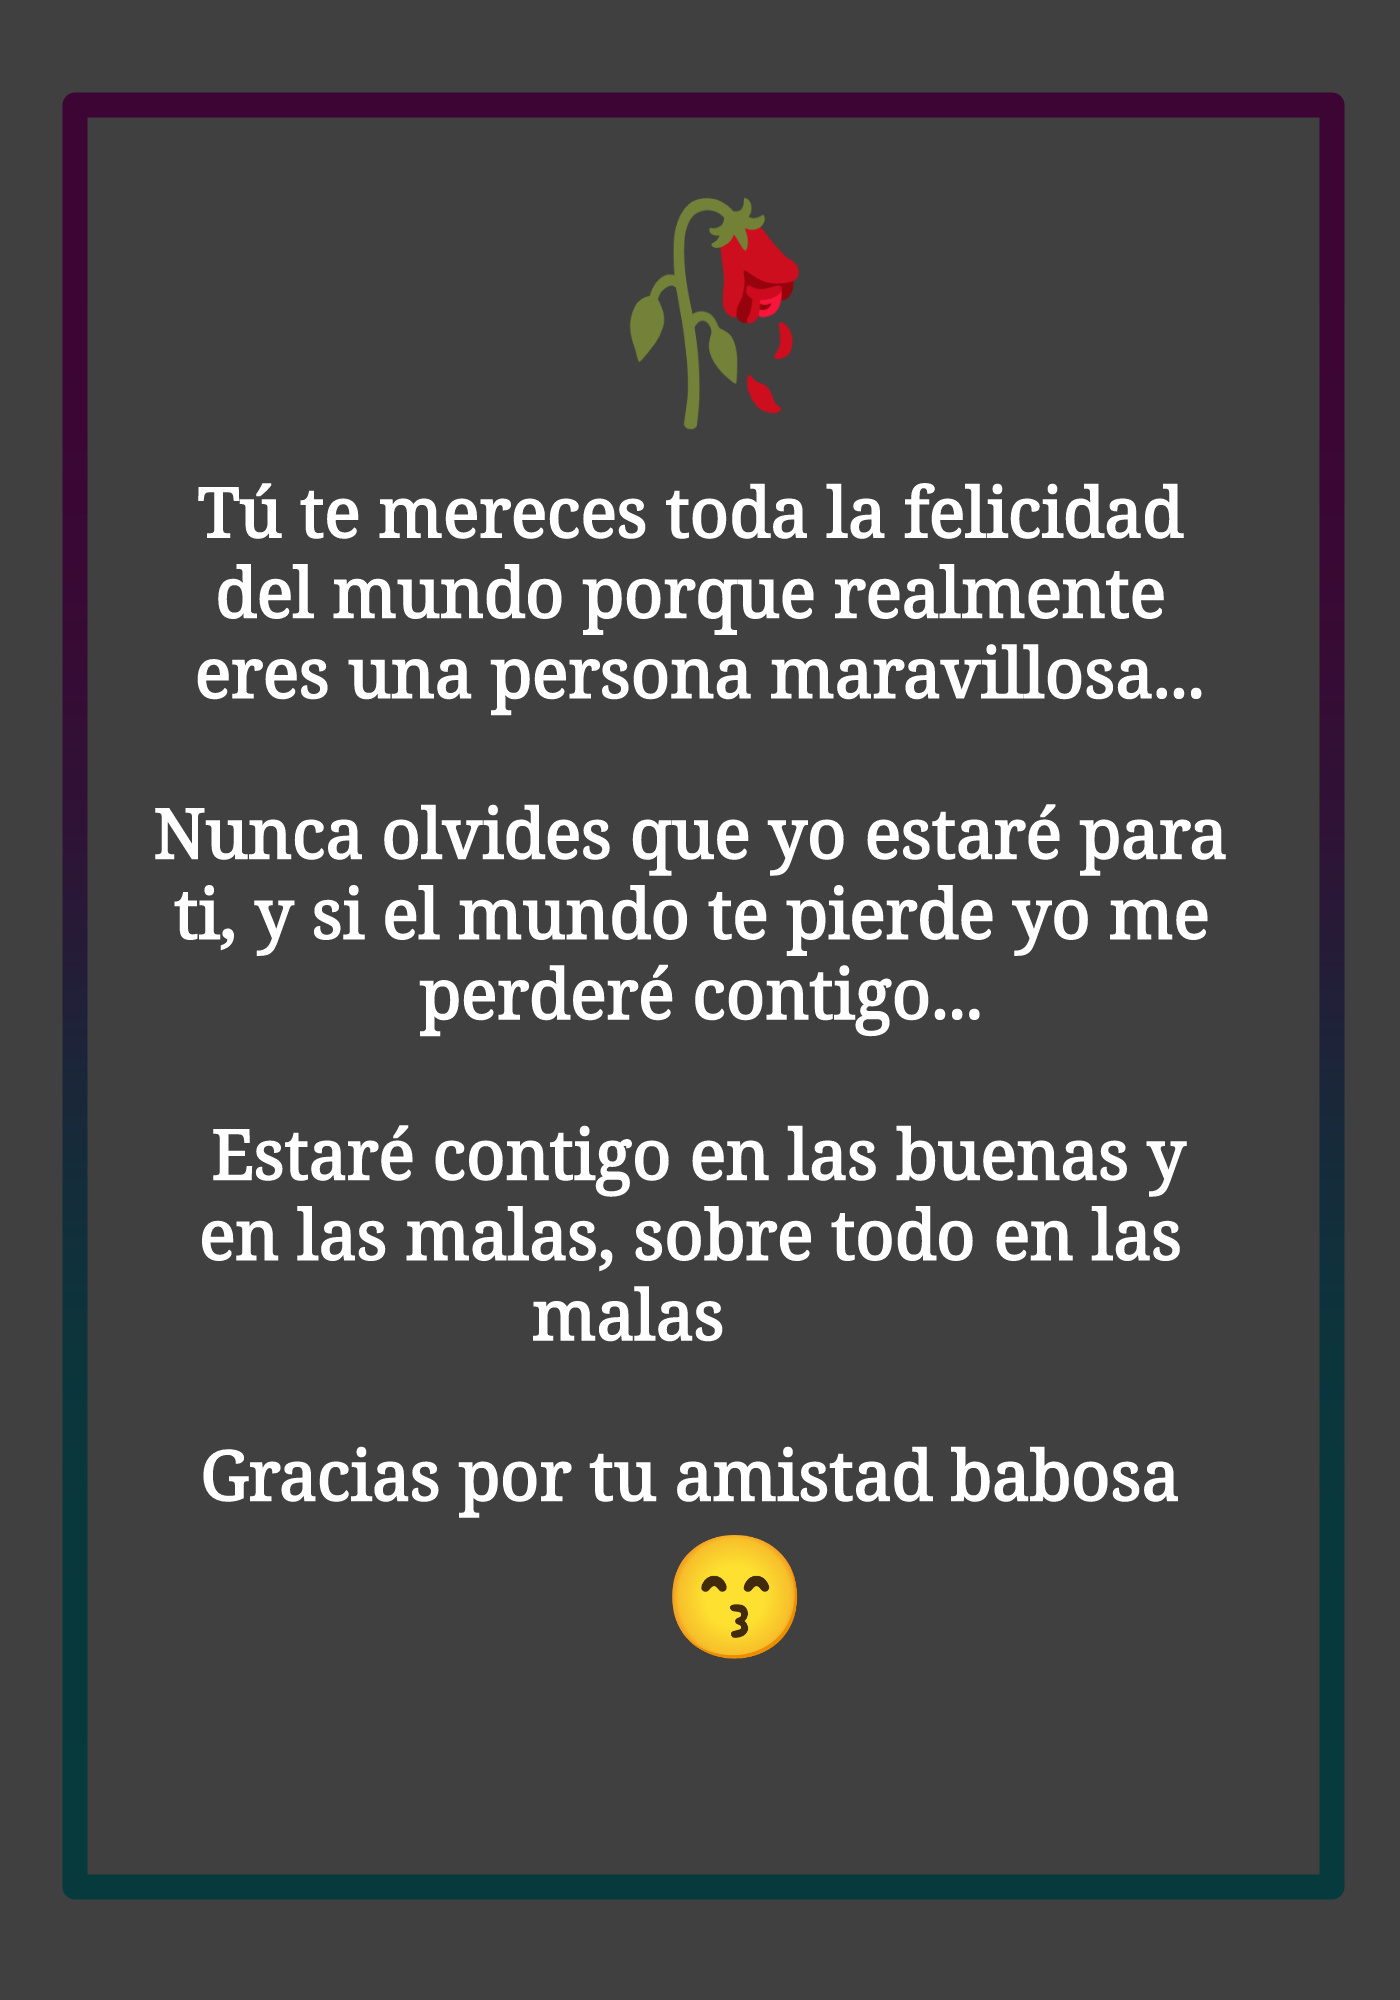 Tú te mereces toda la felicidad
del mundo porque realmente
eres una persona maravillosa...
Nunca olvides que yo estaré para
ti, y si el mundo te pierde yo me
perderé contigo...
Estaré contigo en las buenas y
en las malas, sobre todo en las
malas
Gracias por tu amistad babosa